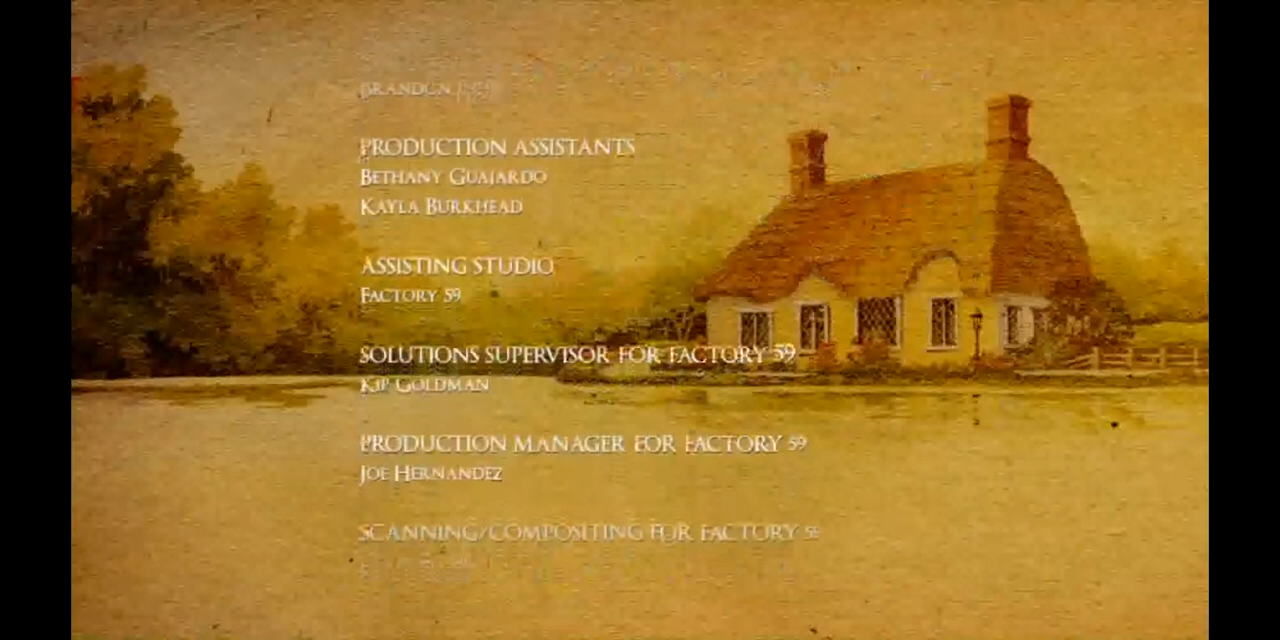 BRANDON
PRODUCTION ASSISTANTS
BETHANY GUAJARDO
KAYLA BURKHEAD
ASSISTING STUDIO
FACTORY 59
SOLUTIONS SUPERVISOR FOR FACTORY 59
KIP GOLDMAN
PRODUCTION MANAGER FOR FACTORY 59
JOE HERNANDEZ
SCANNING/COMPOSITING FOR FACTORY 59